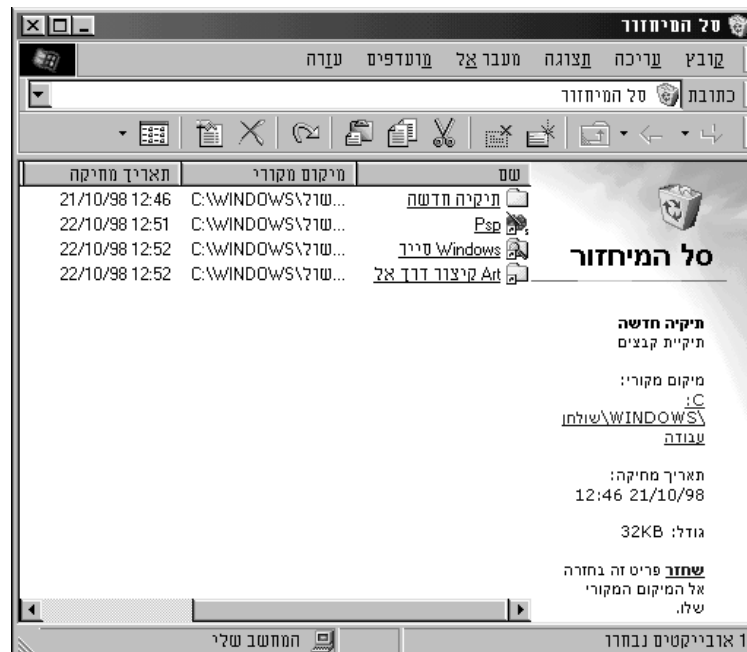 סל המיחזור
קובץ עריכה תצוגה מעבר אל מועדפים עזרה
כתובת סל המיחזור
שם מיקום מקורי תאריך מחיקה
תיקיה חדשה C:\WINDOWS\שול... 21/10/98 12:46
Psp C:\WINDOWS\שול... 22/10/98 12:51
סייר Windows C:\WINDOWS\שול... 22/10/98 12:52
קיצור דרך אל Art C:\WINDOWS\שול... 22/10/98 12:52
סל המיחזור
תיקיה חדשה
תיקיית קבצים
מיקום מקורי:
C:
\WINDOWS\שולחן
עבודה
תאריך מחיקה:
21/10/98 12:46
גודל: 32KB
שחזר פריט זה בחזרה
אל המיקום המקורי
שלו.
1 אובייקטים נבחרו המחשב שלי